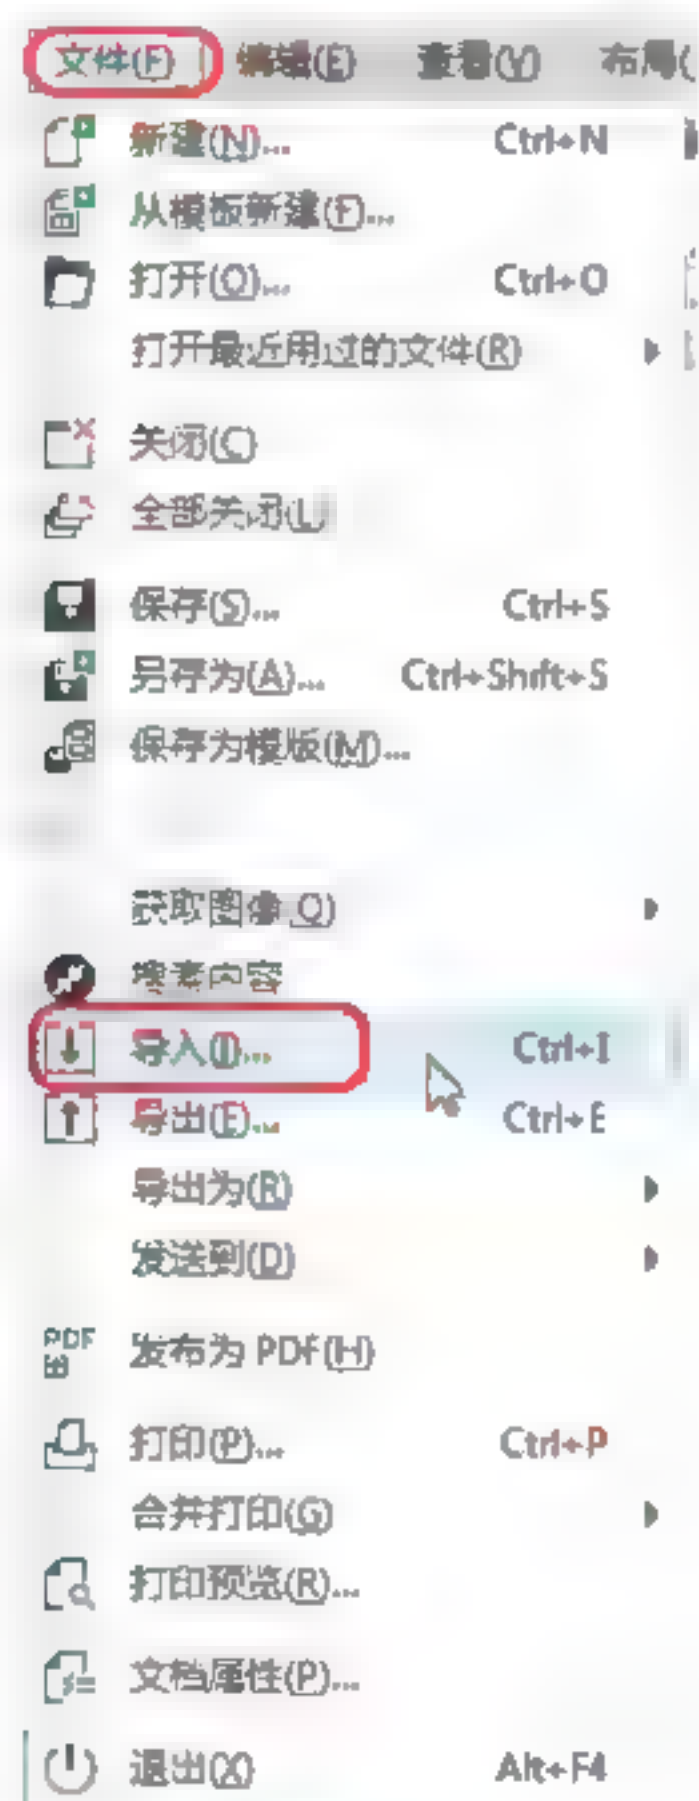 文件(F) 编辑(E) 查看(V) 布局(
新建(N)... Ctrl+N
从模板新建(F)...
打开(O)... Ctrl+O
打开最近用过的文件(R)
关闭(C)
全部关闭(L)
保存(S)... Ctrl+S
另存为(A)... Ctrl+Shift+S
保存为模版(M)...
获取图像(Q)
搜索内容
导入(I)... Ctrl+I
导出(E)... Ctrl+E
导出为(R)
发送到(D)
PDF 发布为 PDF(H)
打印(P)... Ctrl+P
合并打印(G)
打印预览(R)...
文档属性(P)...
退出(X) Alt+F4